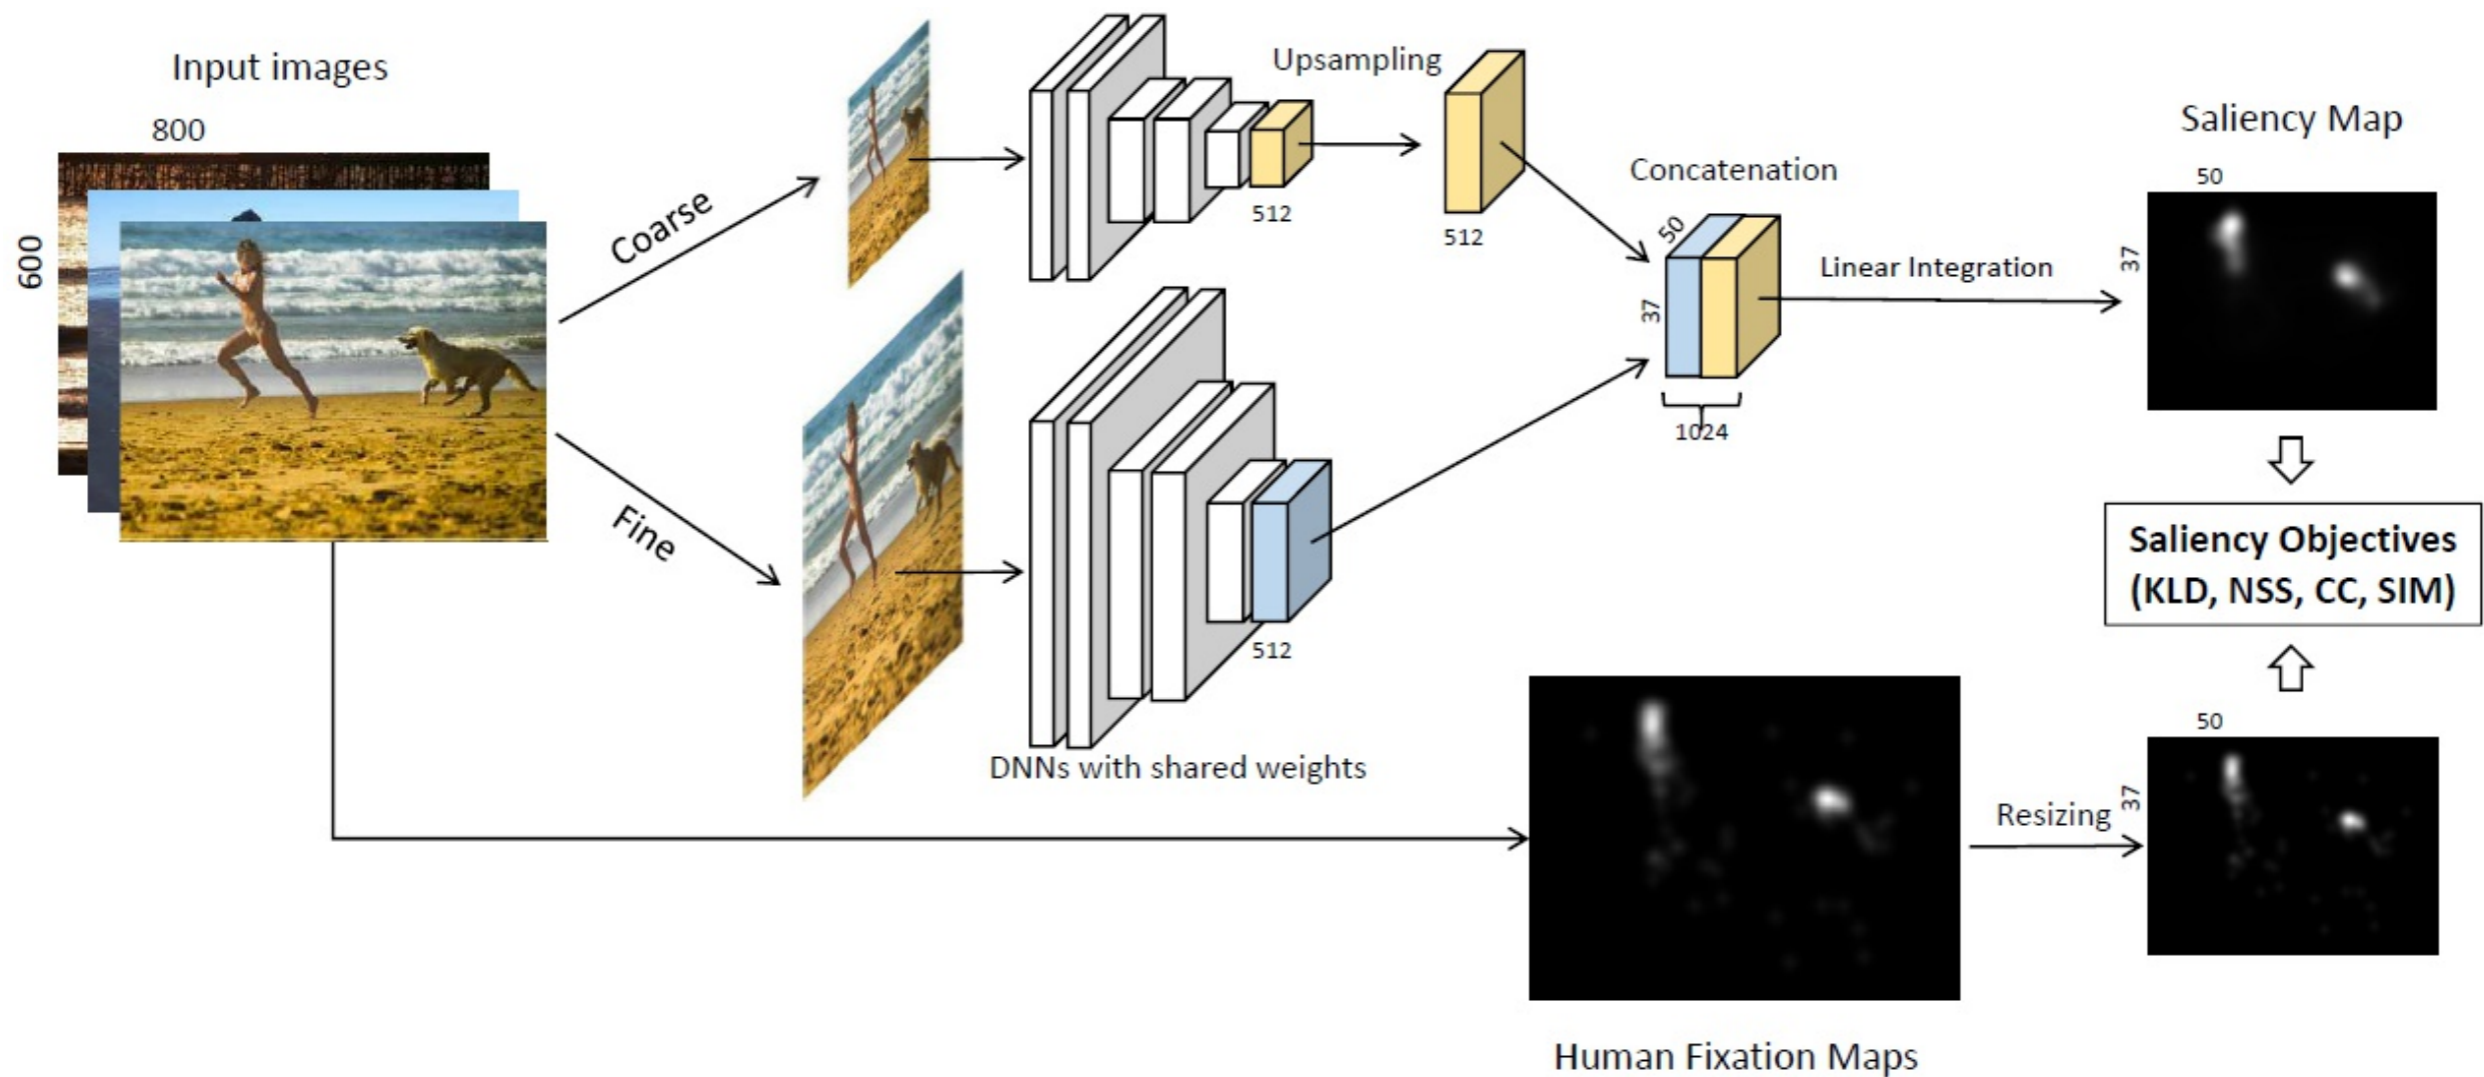 Input images
800
600
Coarse
Fine
512
Upsampling
512
Concatenation
50
37
1024
Linear Integration
Saliency Map
50
37
512
DNNs with shared weights
Saliency Objectives
(KLD, NSS, CC, SIM)
Resizing
50
37
Human Fixation Maps